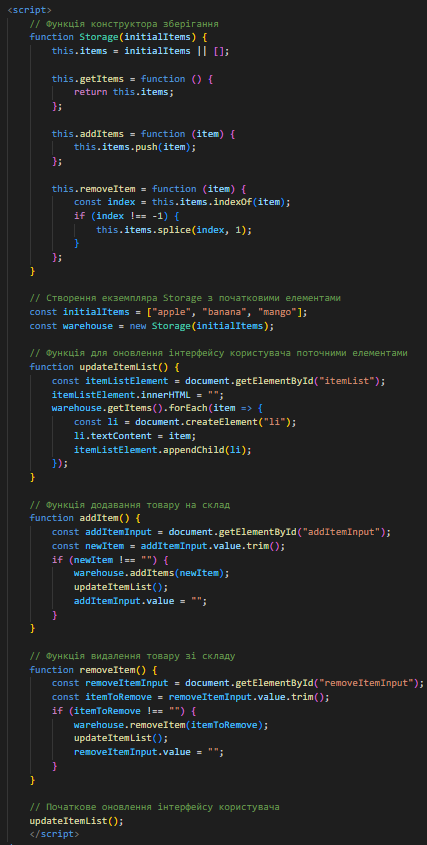 <script>
// Функція конструктора зберігання
function Storage(initialItems) {
this.items = initialItems || [];
this.getItems = function () {
return this.items;
};
this.addItems = function (item) {
this.items.push(item);
};
this.removeItem = function (item) {
const index = this.items.indexOf(item);
if (index !== -1) {
this.items.splice(index, 1);
}
};
}
// Створення екземпляра Storage з початковими елементами
const initialItems = ["apple", "banana", "mango"];
const warehouse = new Storage(initialItems);
// Функція для оновлення інтерфейсу користувача поточними елементами
function updateItemList() {
const itemListElement = document.getElementById("itemList");
itemListElement.innerHTML = "";
warehouse.getItems().forEach(item => {
const li = document.createElement("li");
li.textContent = item;
itemListElement.appendChild(li);
});
}
// Функція додавання товару на склад
function addItem() {
const addItemInput = document.getElementById("addItemInput");
const newItem = addItemInput.value.trim();
if (newItem !== "") {
warehouse.addItems(newItem);
updateItemList();
addItemInput.value = "";
}
}
// Функція видалення товару зі складу
function removeItem() {
const removeItemInput = document.getElementById("removeItemInput");
const itemToRemove = removeItemInput.value.trim();
if (itemToRemove !== "") {
warehouse.removeItem(itemToRemove);
updateItemList();
removeItemInput.value = "";
}
}
// Початкове оновлення інтерфейсу користувача
updateItemList();
</script>